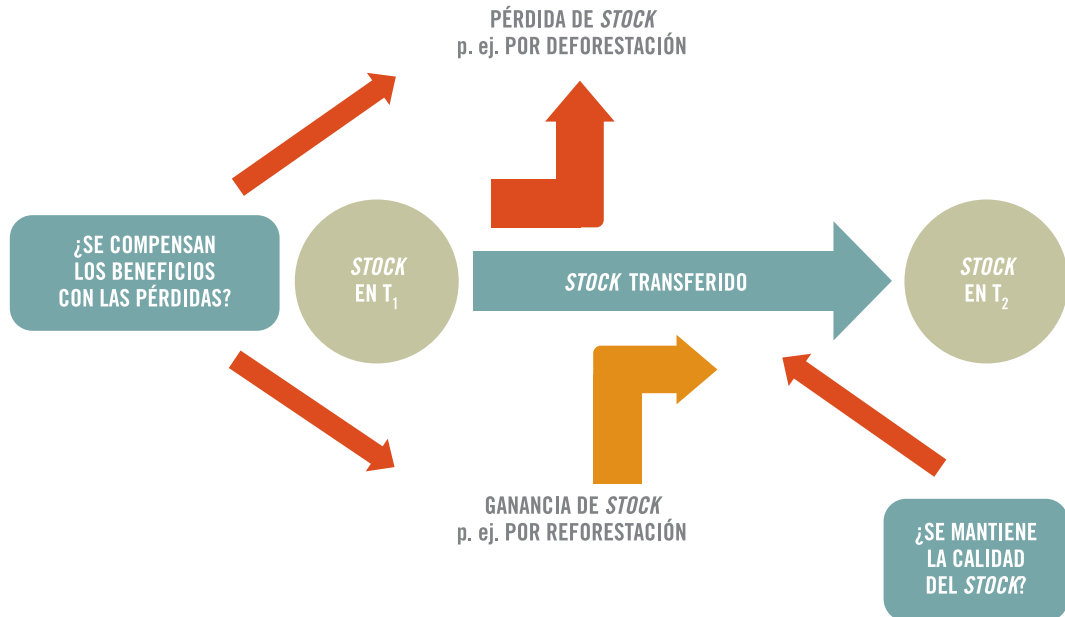 PÉRDIDA DE STOCK
p. ej. POR DEFORESTACIÓN
¿SE COMPENSAN
LOS BENEFICIOS
CON LAS PÉRDIDAS?
STOCK
EN T₁
STOCK TRANSFERIDO
STOCK
EN T₂
GANANCIA DE STOCK
p. ej. POR REFORESTACIÓN
¿SE MANTIENE
LA CALIDAD
DEL STOCK?